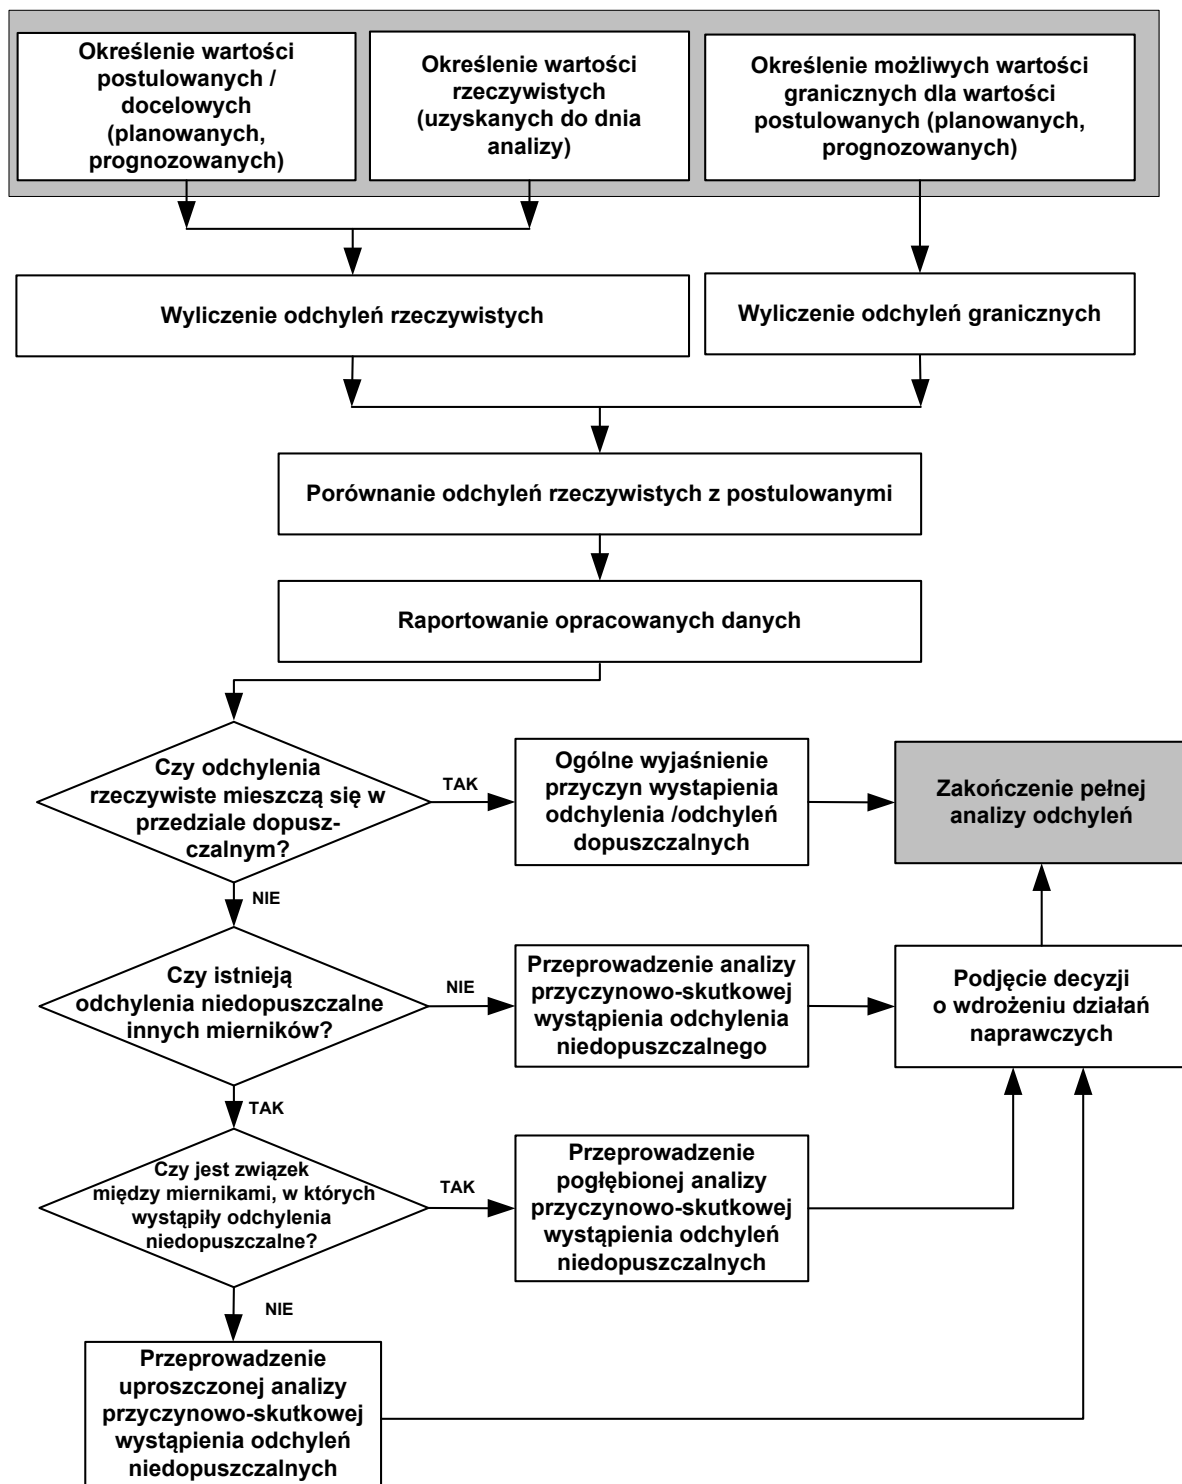 Określenie wartości
postulowanych /
docelowych
(planowanych,
prognozowanych)
Określenie wartości
rzeczywistych
(uzyskanych do dnia
analizy)
Określenie możliwych wartości
granicznych dla wartości
postulowanych (planowanych,
prognozowanych)
Wyliczenie odchyleń rzeczywistych
Wyliczenie odchyleń granicznych
Porównanie odchyleń rzeczywistych z postulowanymi
Raportowanie opracowanych danych
Czy odchylenia
rzeczywiste mieszczą się w
przedziale dopusz-
czalnym?
TAK
Ogólne wyjaśnienie
przyczyn wystapienia
odchylenia /odchyleń
dopuszczalnych
Zakończenie pełnej
analizy odchyleń
NIE
Czy istnieją
odchylenia niedopuszczalne
innych mierników?
NIE
Przeprowadzenie analizy
przyczynowo-skutkowej
wystąpienia odchylenia
niedopuszczalnego
Podjęcie decyzji
o wdrożeniu działań
naprawczych
TAK
Czy jest związek
między miernikami, w których
wystąpiły odchylenia
niedopuszczalne?
TAK
Przeprowadzenie
pogłębionej analizy
przyczynowo-skutkowej
wystąpienia odchyleń
niedopuszczalnych
NIE
Przeprowadzenie
uproszczonej analizy
przyczynowo-skutkowej
wystąpienia odchyleń
niedopuszczalnych